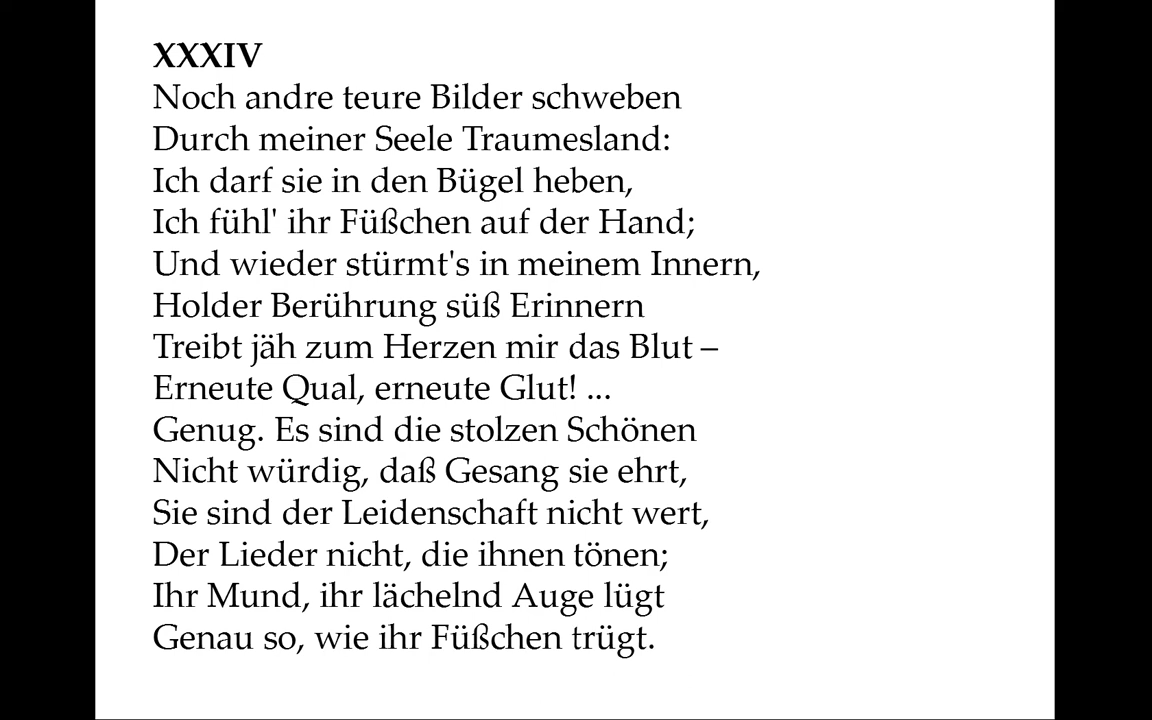 XXXIV
Noch andre teure Bilder schweben
Durch meiner Seele Traumesland:
Ich darf sie in den Bügel heben,
Ich fühl' ihr Füßchen auf der Hand;
Und wieder stürmt's in meinem Innern,
Holder Berührung süß Erinnern
Treibt jäh zum Herzen mir das Blut –
Erneute Qual, erneute Glut! ...
Genug. Es sind die stolzen Schönen
Nicht würdig, daß Gesang sie ehrt,
Sie sind der Leidenschaft nicht wert,
Der Lieder nicht, die ihnen tönen;
Ihr Mund, ihr lächelnd Auge lügt
Genau so, wie ihr Füßchen trügt.